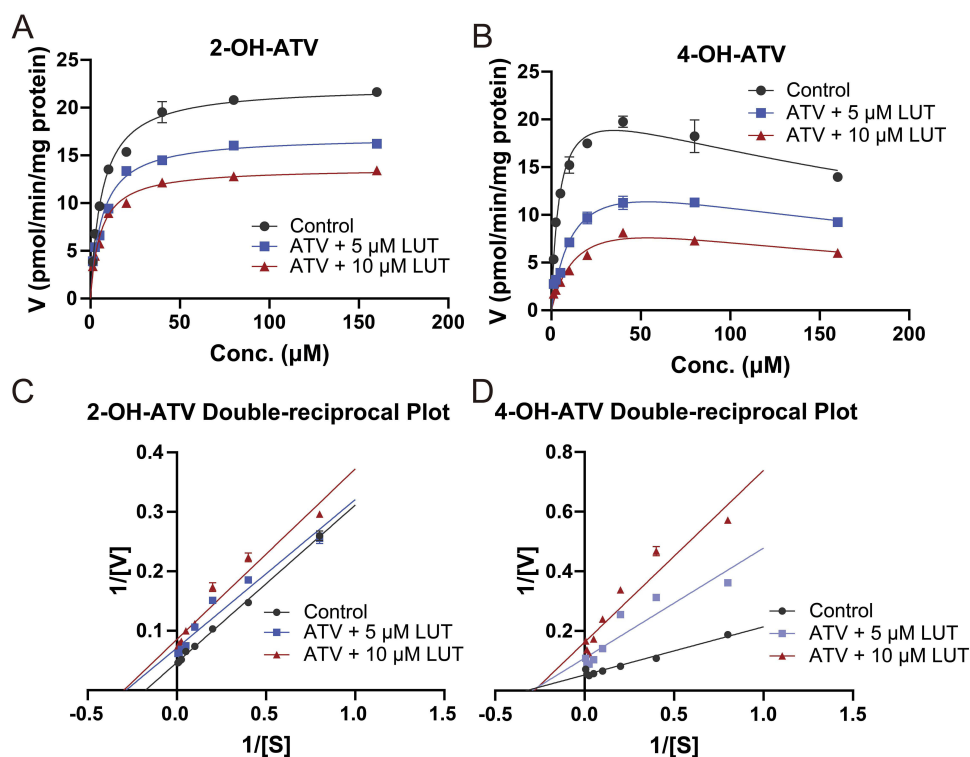 A
2-OH-ATV
V (pmol/min/mg protein)
25
20
15
10
5
0
0
50
100
150
200
Conc. (μM)
Control
ATV + 5 μM LUT
ATV + 10 μM LUT
B
4-OH-ATV
V (pmol/min/mg protein)
25
20
15
10
5
0
0
50
100
150
200
Conc. (μM)
Control
ATV + 5 μM LUT
ATV + 10 μM LUT
C
2-OH-ATV Double-reciprocal Plot
1/[V]
0.4
0.3
0.2
0.1
-0.5
0.0
0.5
1.0
1.5
1/[S]
Control
ATV + 5 μM LUT
ATV + 10 μM LUT
D
4-OH-ATV Double-reciprocal Plot
1/[V]
0.8
0.6
0.4
0.2
-0.5
0.0
0.5
1.0
1.5
1/[S]
Control
ATV + 5 μM LUT
ATV + 10 μM LUT